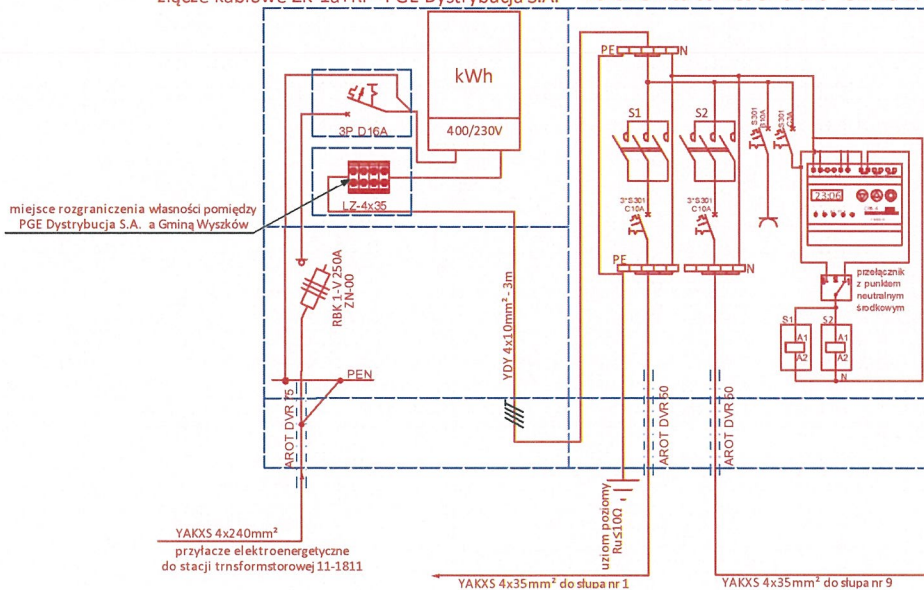 złącze kablowe ZK-1a+KP PGE Dystrybucja S.A.
kWh
400/230V
3P D16A
LZ-4x35
miejsce rozgraniczenia własności pomiędzy
PGE Dystrybucja S.A. a Gminą Wyszków
RBK 1-V 250A
ZN-00
PEN
AROT DVR 75
YDY 4x10mm² - 3m
YAKXS 4x240mm²
przyłacze elektroenergetyczne
do stacji trnsformstorowej 11-1811
PE
N
S1
S2
3*S301
C10A
3*S301
C10A
S301
B10A
S301
23:06
PE
N
przełącznik
z punktem
neutralnym
środkowym
S1
S2
A1
A2
A1
A2
N
AROT DVR 50
AROT DVR 50
uziom poziomy
Ru≤10Ω
YAKXS 4x35mm² do słupa nr 1
YAKXS 4x35mm² do słupa nr 9